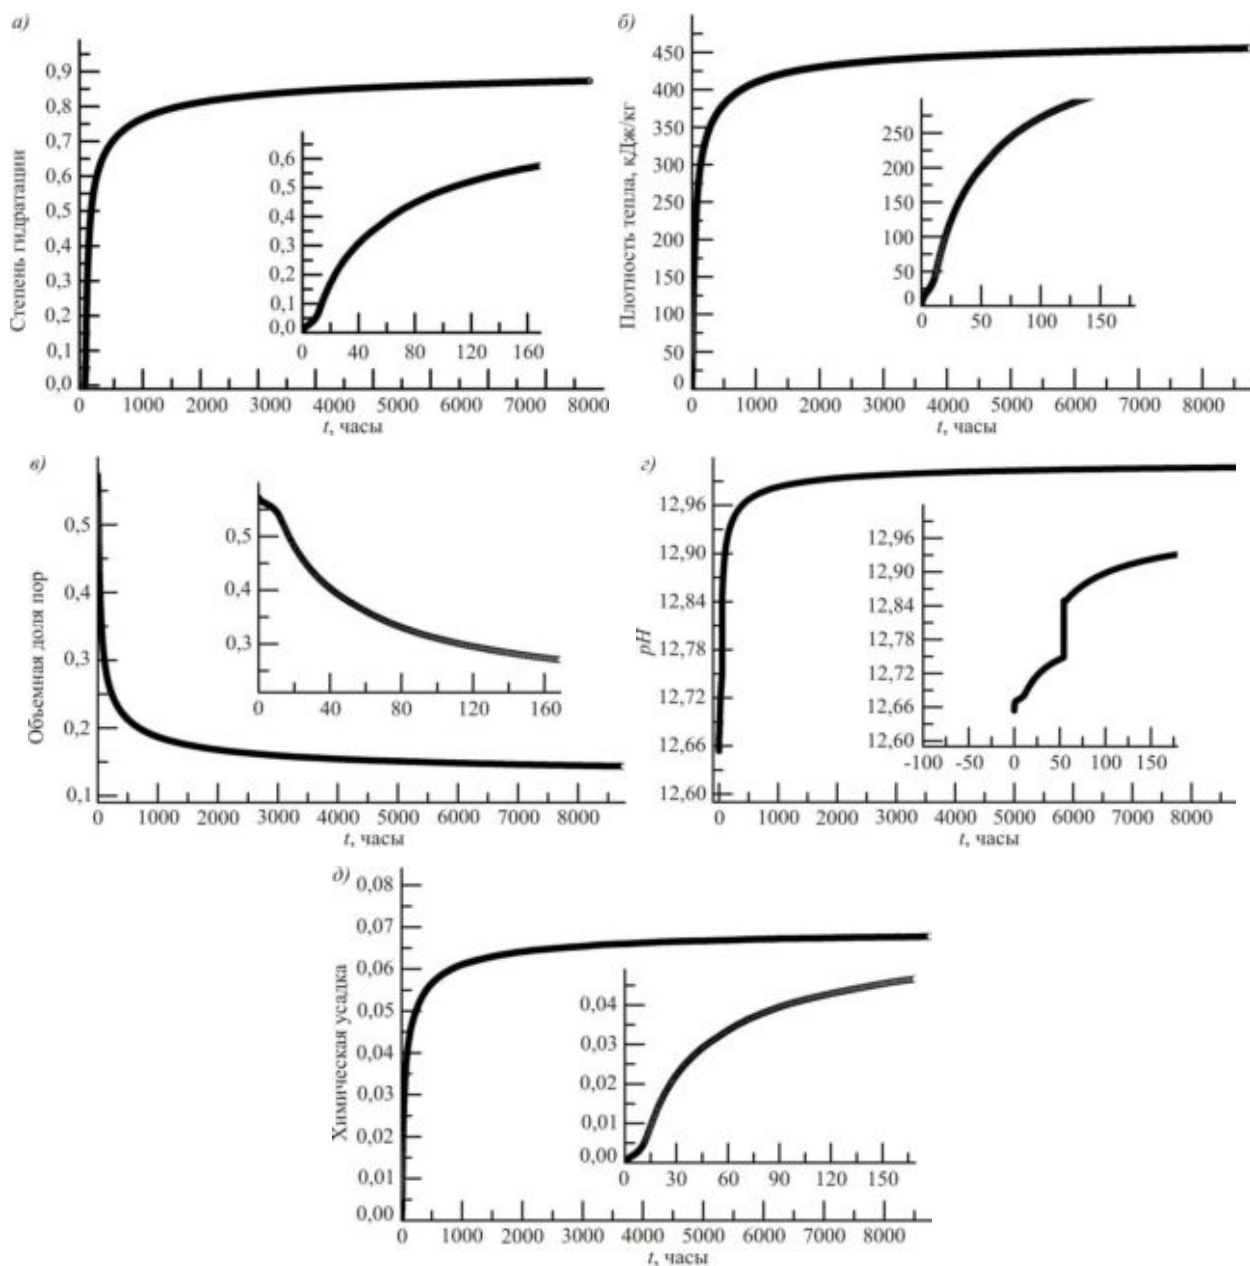 а)
Степень гидратации
0,9
0,8
0,7
0,6
0,5
0,4
0,3
0,2
0,1
0,0
0 1000 2000 3000 4000 5000 6000 7000 8000
t, часы
0,6
0,5
0,4
0,3
0,2
0,1
0,0
0 40 80 120 160
б)
Плотность тепла, кДж/кг
450
400
350
300
250
200
150
100
50
0
0 1000 2000 3000 4000 5000 6000 7000 8000
t, часы
250
200
150
100
50
0
0 50 100 150
в)
Объемная доля пор
0,5
0,4
0,3
0,2
0,1
0 1000 2000 3000 4000 5000 6000 7000 8000
t, часы
0,5
0,4
0,3
0 40 80 120 160
г)
pH
12,96
12,90
12,84
12,78
12,72
12,66
12,60
0 1000 2000 3000 4000 5000 6000 7000 8000
t, часы
12,96
12,90
12,84
12,78
12,72
12,66
12,60
-100 -50 0 50 100 150
д)
Химическая усадка
0,08
0,07
0,06
0,05
0,04
0,03
0,02
0,01
0,00
0 1000 2000 3000 4000 5000 6000 7000 8000
t, часы
0,04
0,03
0,02
0,01
0,00
0 30 60 90 120 150